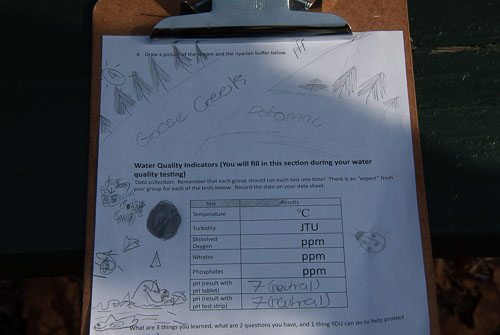 4. Draw a picture of the stream and the riparian buffer below.
pH
Goose Creek
Potomac
Water Quality Indicators (You will fill in this section during your water
quality testing)
Data collection: Remember that each group should run each test one time! There is an "expert" from
your group for each of the tests below. Record the data on your data sheet.
Test Results
Temperature °C
Turbidity JTU
Dissolved
Oxygen ppm
Nitrates ppm
Phosphates ppm
pH (result with
pH tablet) 7 (neutral)
pH (result with
pH test strip) 7 (neutral)
What are 3 things you learned, what are 2 questions you have, and 1 thing YOU can do to help protect